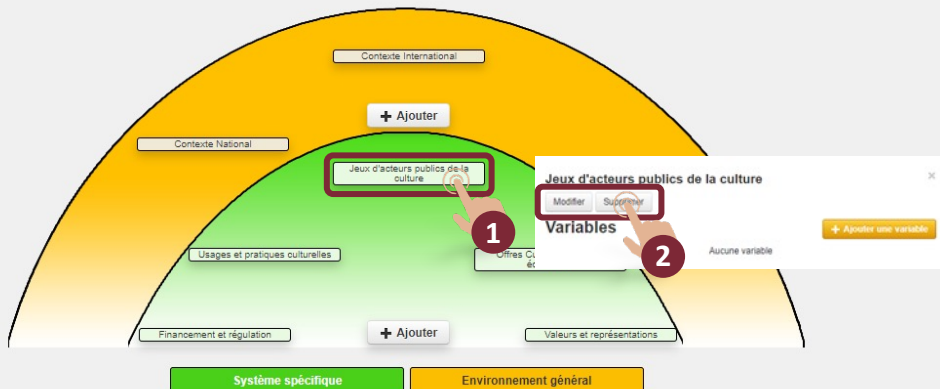 Contexte International
+ Ajouter
Contexte National
Jeux d'acteurs publics de la
culture
1
Jeux d'acteurs publics de la culture
×
Modifier
Supprimer
Variables
+ Ajouter une variable
Aucune variable
2
Usages et pratiques culturelles
Offres
Financement et régulation
+ Ajouter
Valeurs et représentations
Système spécifique
Environnement général